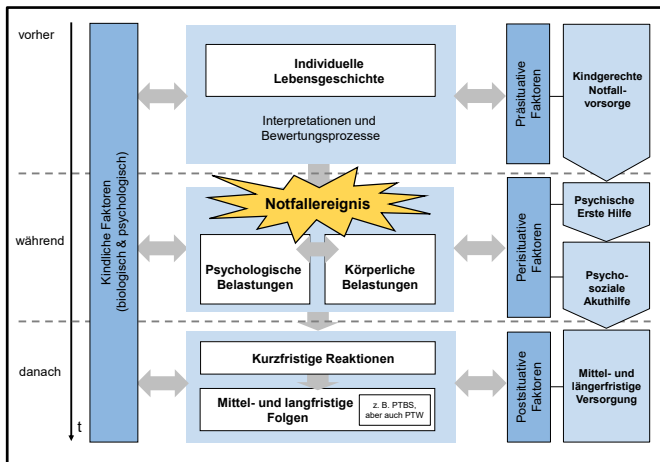 vorher
während
danach
t
Kindliche Faktoren
(biologisch & psychologisch)
Individuelle
Lebensgeschichte
Interpretationen und
Bewertungsprozesse
Notfallereignis
Psychologische
Belastungen
Körperliche
Belastungen
Kurzfristige Reaktionen
Mittel- und langfristige
Folgen
z. B. PTBS,
aber auch PTW
Präsituative
Faktoren
Perisituative
Faktoren
Postsituative
Faktoren
Kindgerechte
Notfall-
vorsorge
Psychische
Erste Hilfe
Psycho-
soziale
Akuthilfe
Mittel- und
längerfristige
Versorgung